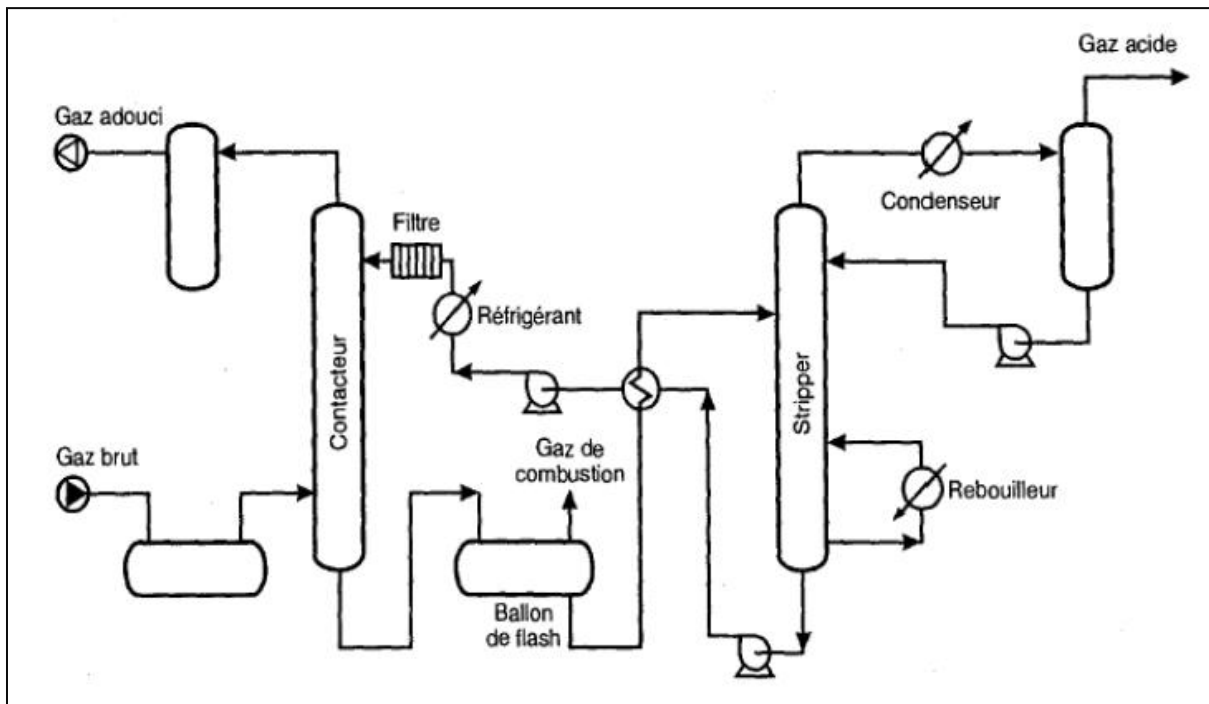 Gaz acide
Gaz adouci
Condenseur
Filtre
Réfrigérant
Contacteur
Stripper
Gaz brut
Gaz de
combustion
Rebouilleur
Ballon
de flash